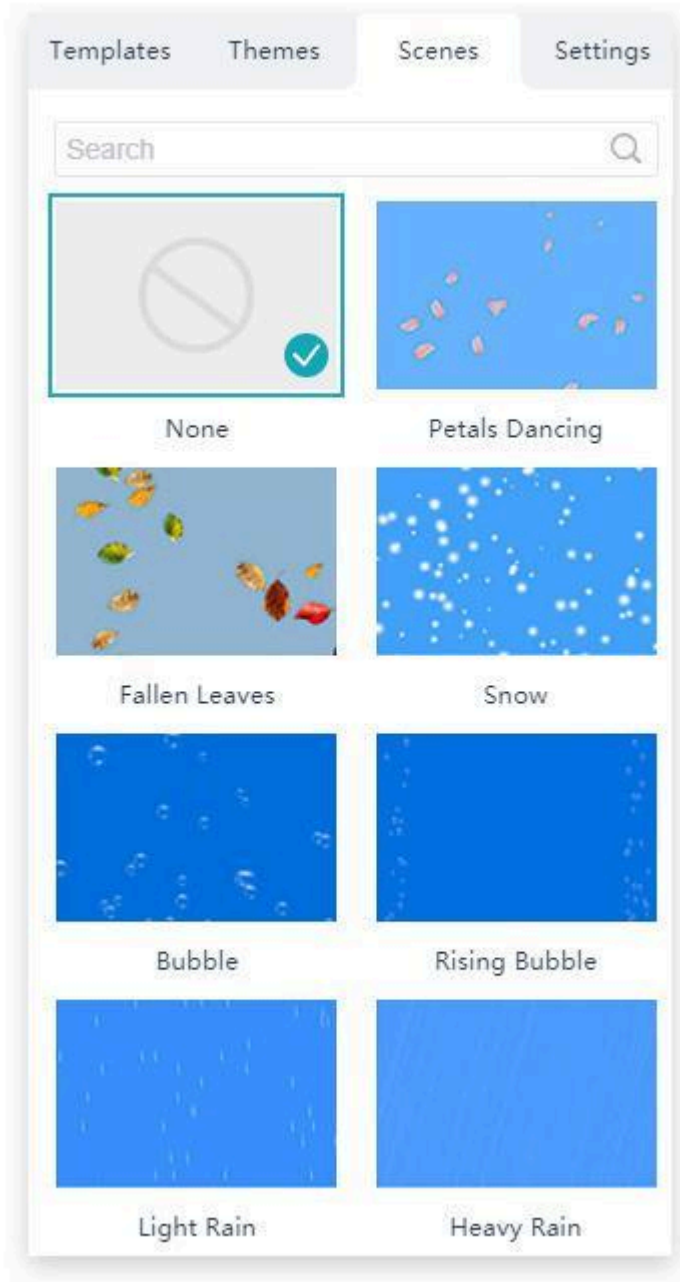 Templates Themes Scenes Settings
Search
None Petals Dancing
Fallen Leaves Snow
Bubble Rising Bubble
Light Rain Heavy Rain